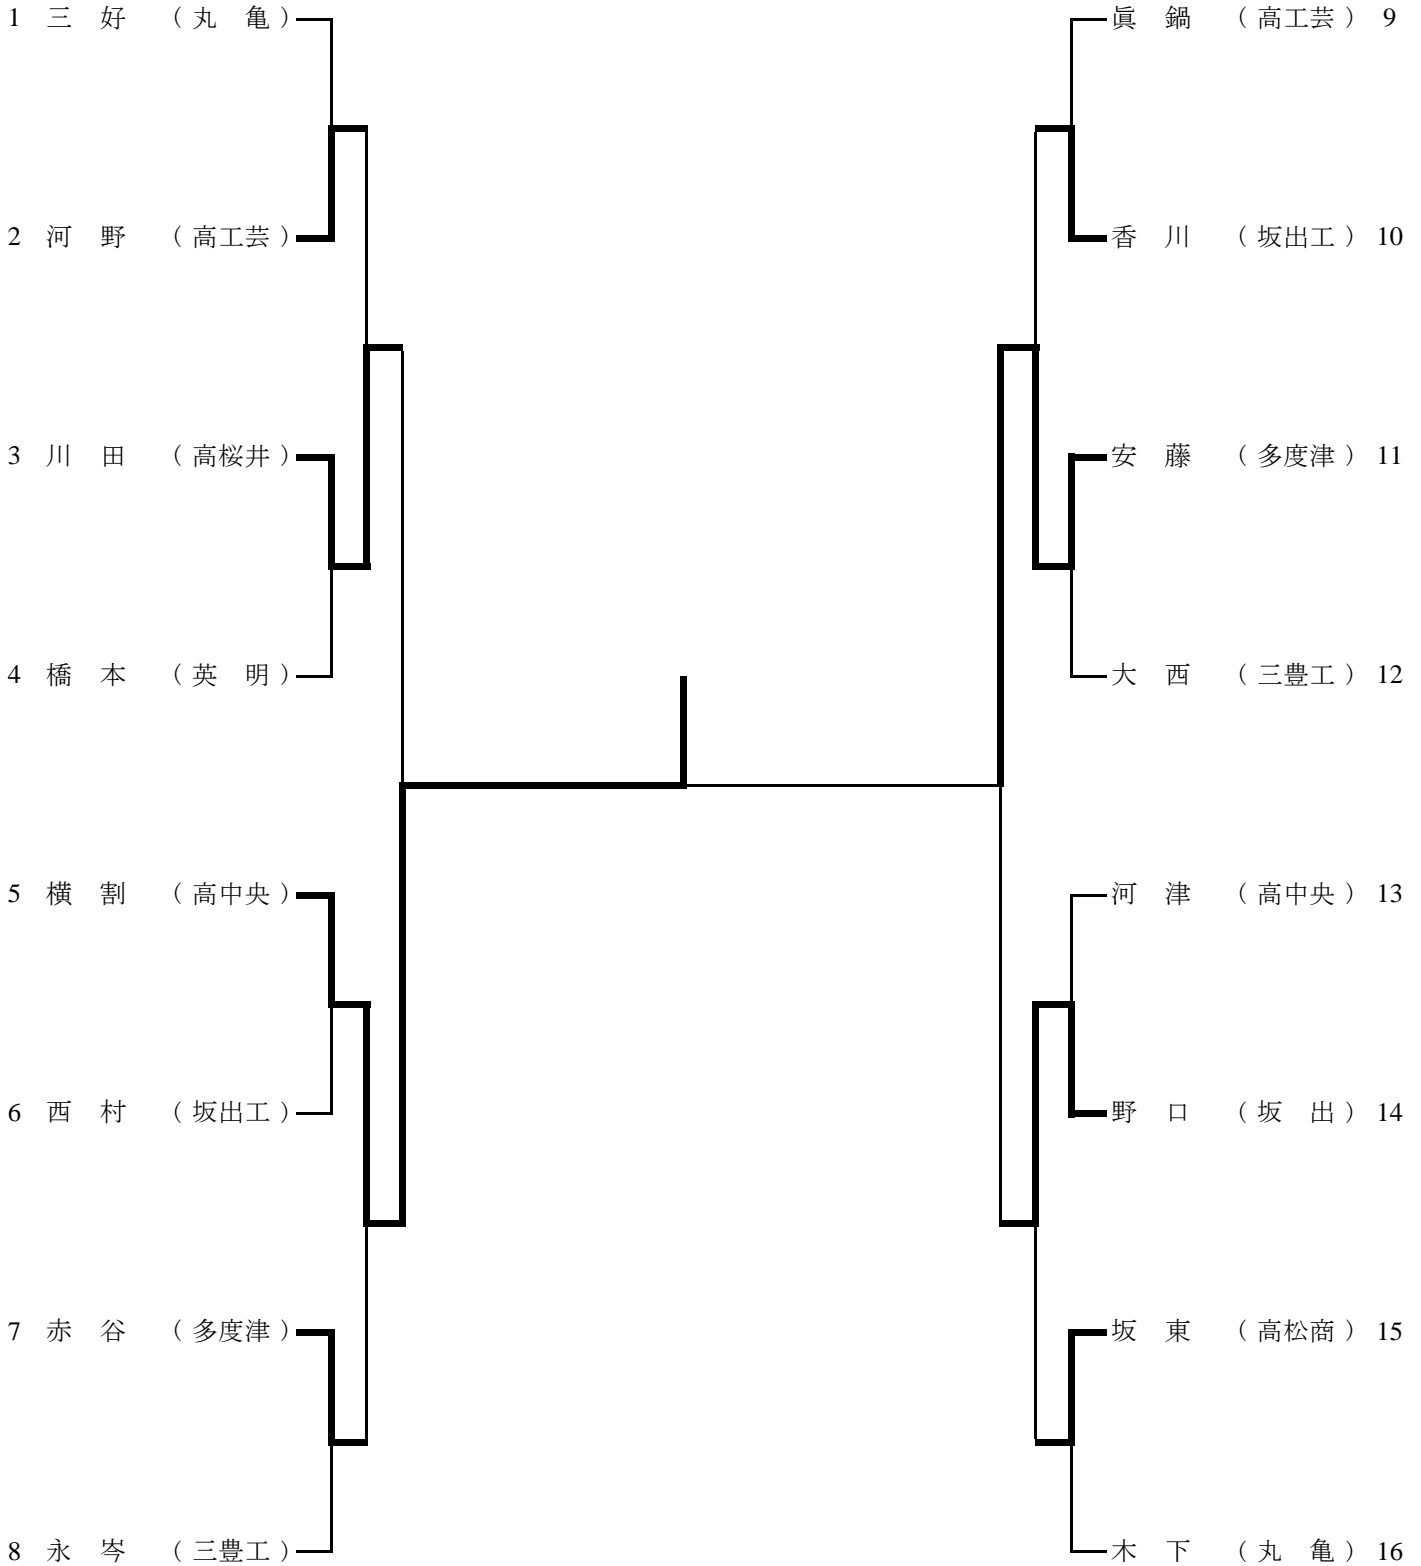 1 三 好 （ 丸 亀 ）
2 河 野 （ 高工芸 ）
3 川 田 （ 高桜井 ）
4 橋 本 （ 英 明 ）
5 横 割 （ 高中央 ）
6 西 村 （ 坂出工 ）
7 赤 谷 （ 多度津 ）
8 永 岑 （ 三豊工 ）
眞 鍋 （ 高工芸 ） 9
香 川 （ 坂出工 ） 10
安 藤 （ 多度津 ） 11
大 西 （ 三豊工 ） 12
河 津 （ 高中央 ） 13
野 口 （ 坂 出 ） 14
坂 東 （ 高松商 ） 15
木 下 （ 丸 亀 ） 16